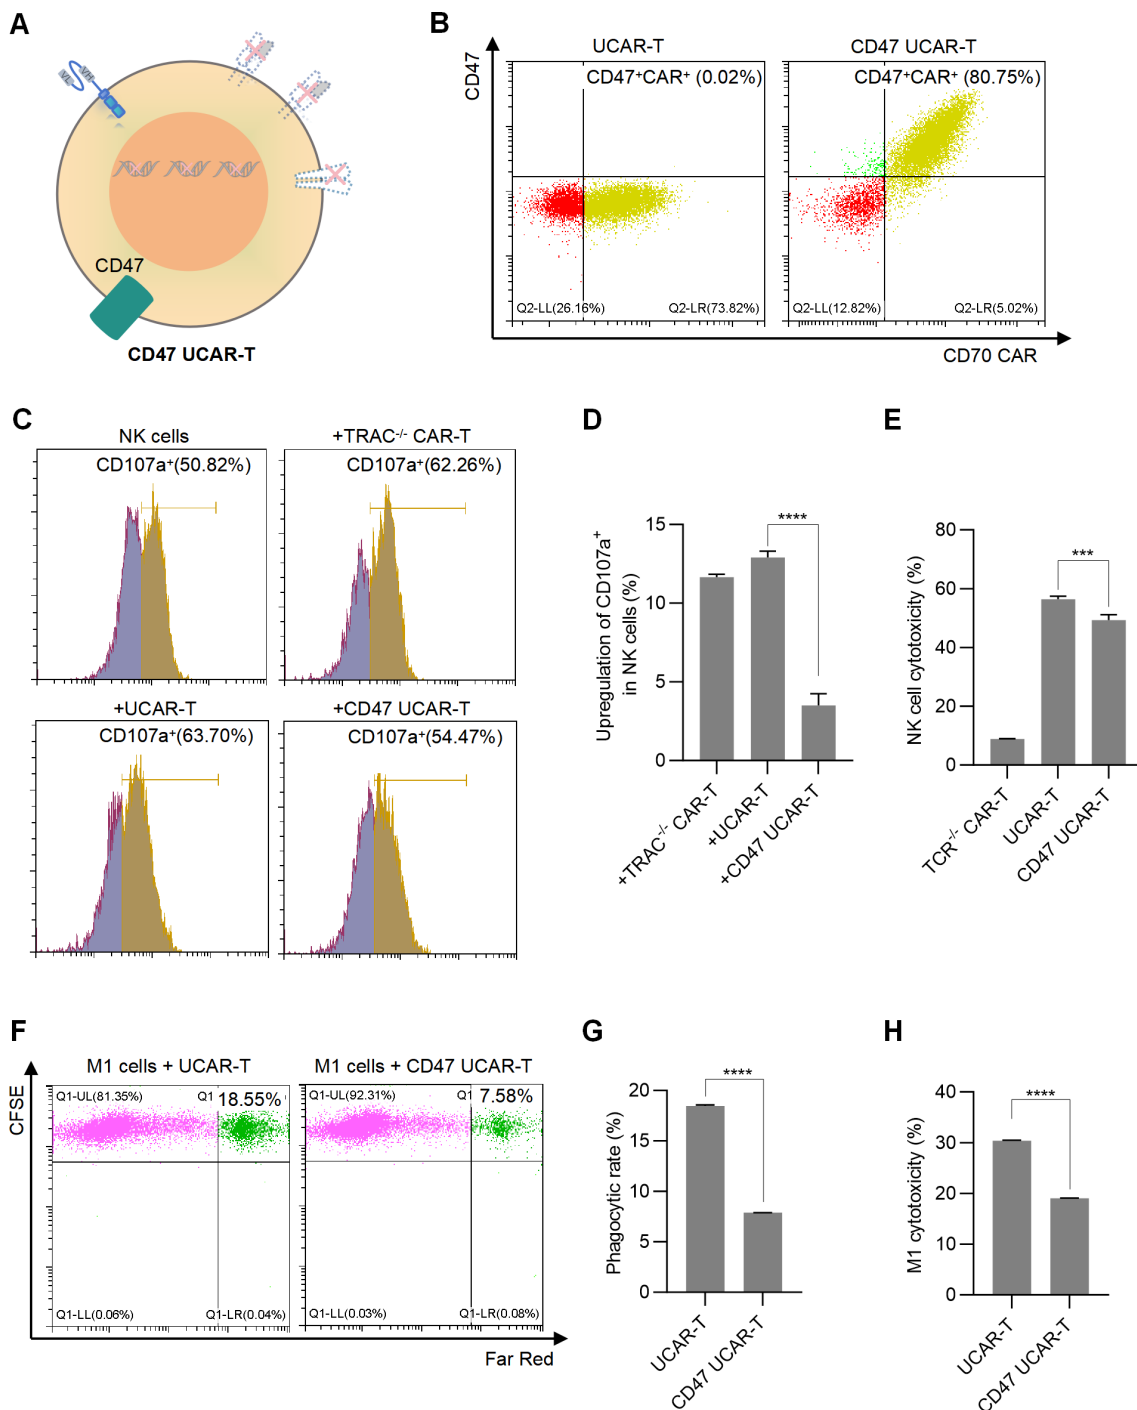 A
VL
VH
CD47
CD47 UCAR-T
B
UCAR-T
CD47 UCAR-T
CD47
CD47⁺CAR⁺ (0.02%)
CD47⁺CAR⁺ (80.75%)
Q2-LL(26.16%)
Q2-LR(73.82%)
Q2-LL(12.82%)
Q2-LR(5.02%)
CD70 CAR
C
NK cells
CD107a⁺(50.82%)
+TRAC⁻/⁻ CAR-T
CD107a⁺(62.26%)
+UCAR-T
CD107a⁺(63.70%)
+CD47 UCAR-T
CD107a⁺(54.47%)
D
Upregulation of CD107a⁺
in NK cells (%)
15
10
5
0
****
+TRAC⁻/⁻ CAR-T
+UCAR-T
+CD47 UCAR-T
E
NK cell cytotoxicity (%)
80
60
40
20
0
***
TCR⁻/⁻ CAR-T
UCAR-T
CD47 UCAR-T
F
M1 cells + UCAR-T
M1 cells + CD47 UCAR-T
CFSE
Q1-UL(81.35%)
Q1 18.55%
Q1-UL(92.31%)
Q1 7.58%
Q1-LL(0.06%)
Q1-LR(0.04%)
Q1-LL(0.03%)
Q1-LR(0.08%)
Far Red
G
Phagocytic rate (%)
20
15
10
5
0
****
UCAR-T
CD47 UCAR-T
H
M1 cytotoxicity (%)
40
30
20
10
0
****
UCAR-T
CD47 UCAR-T